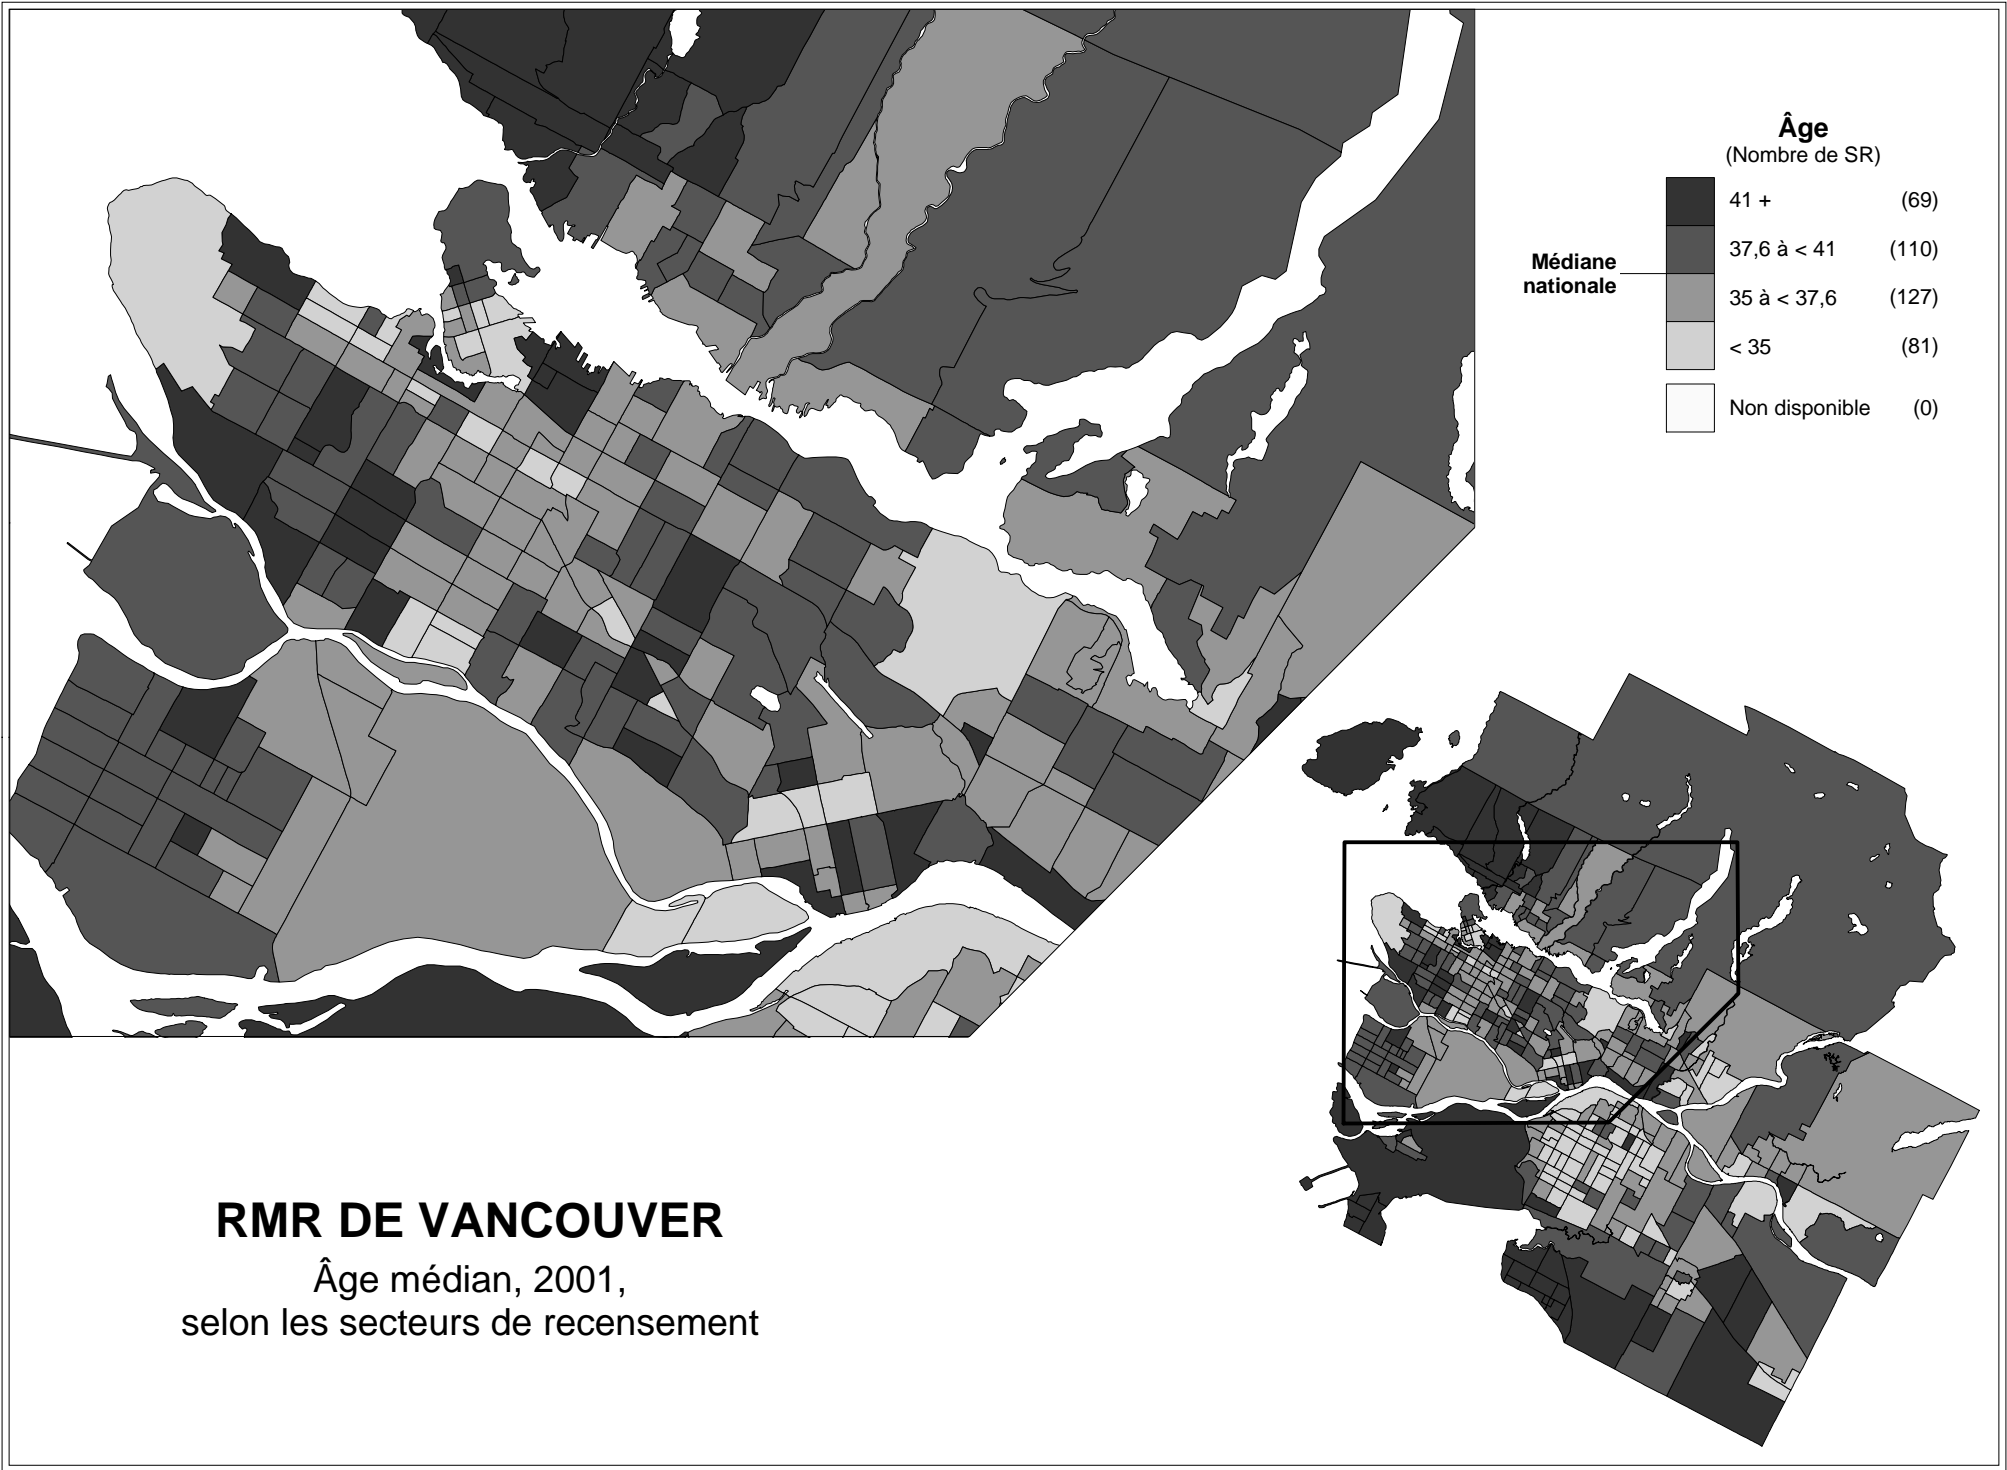 Âge
(Nombre de SR)
41 + (69)
37,6 à < 41 (110)
Médiane
nationale
35 à < 37,6 (127)
< 35 (81)
Non disponible (0)
RMR DE VANCOUVER
Âge médian, 2001,
selon les secteurs de recensement